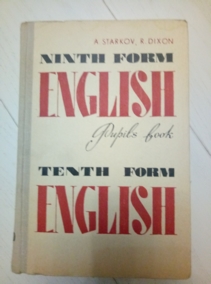 A. STARKOV, R. DIXON
NINTH FORM
ENGLISH
Pupils book
TENTH FORM
ENGLISH